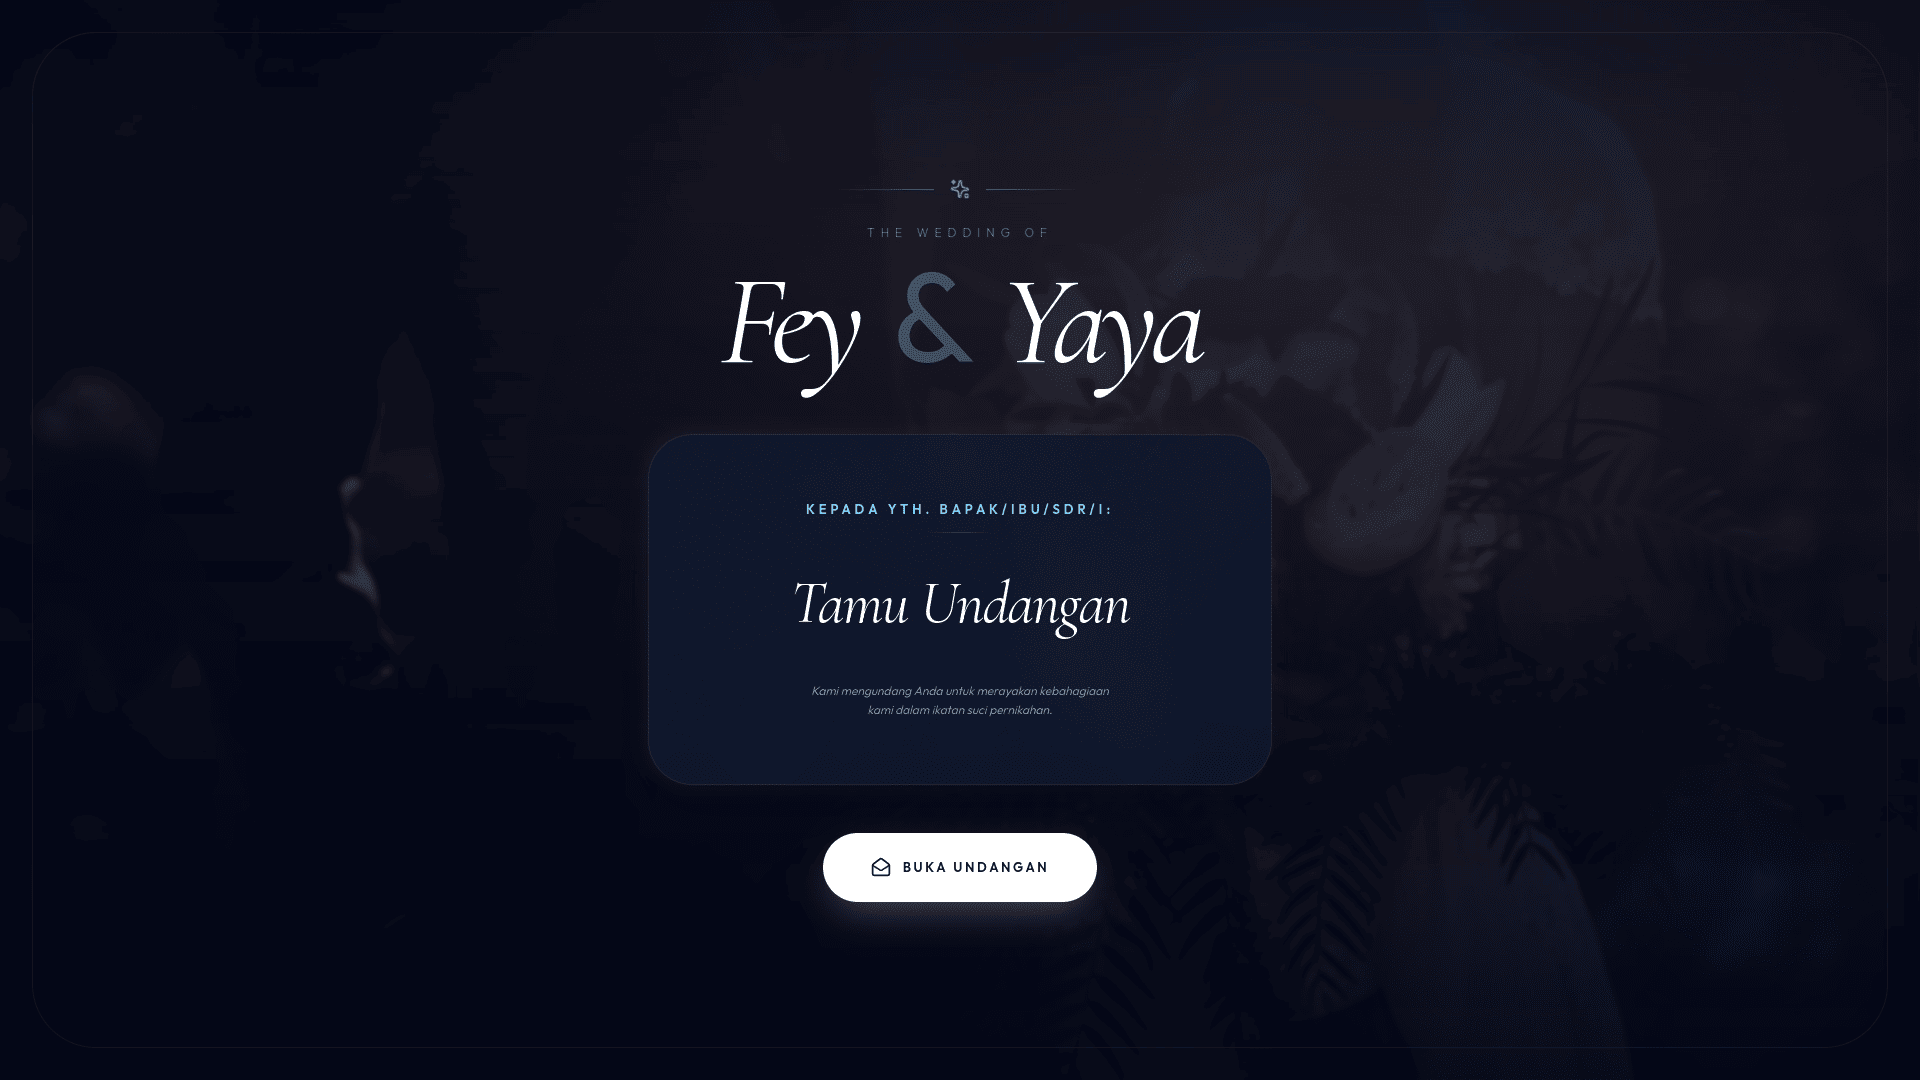 THE WEDDING OF
Fey & Yaya
KEPADA YTH. BAPAK/IBU/SDR/I:
Tamu Undangan
Kami mengundang Anda untuk merayakan kebahagiaan
kami dalam ikatan suci pernikahan.
BUKA UNDANGAN